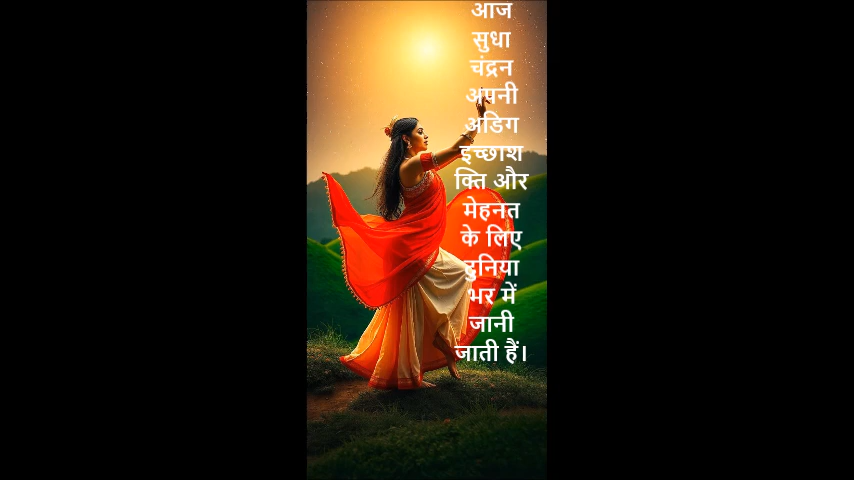 आज
सुधा
चंद्रन
अपनी
अडिग
इच्छाश
क्ति और
मेहनत
के लिए
दुनिया
भर में
जानी
जाती हैं।